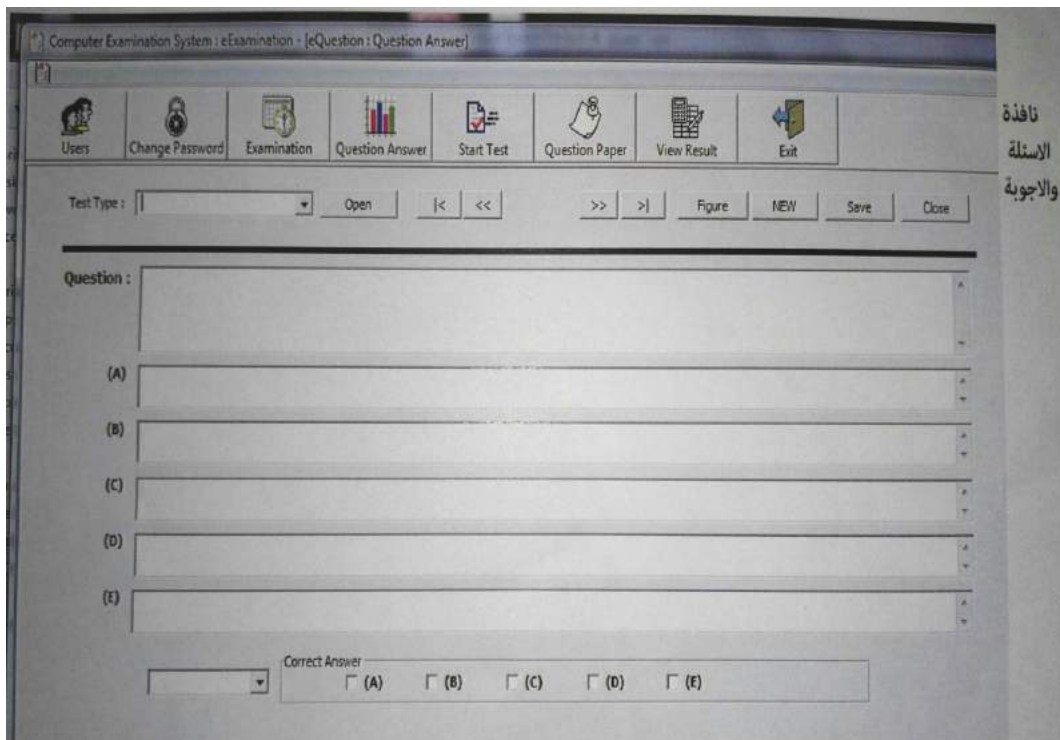 Computer Examination System : eExamination - [eQuestion : Question Answer]
Users Change Password Examination Question Answer Start Test Question Paper View Result Exit
نافذة
الاسئلة
والاجوبة
Test Type : Open |< << >> >| Figure NEW Save Close
Question :
(A)
(B)
(C)
(D)
(E)
Correct Answer
(A) (B) (C) (D) (E)